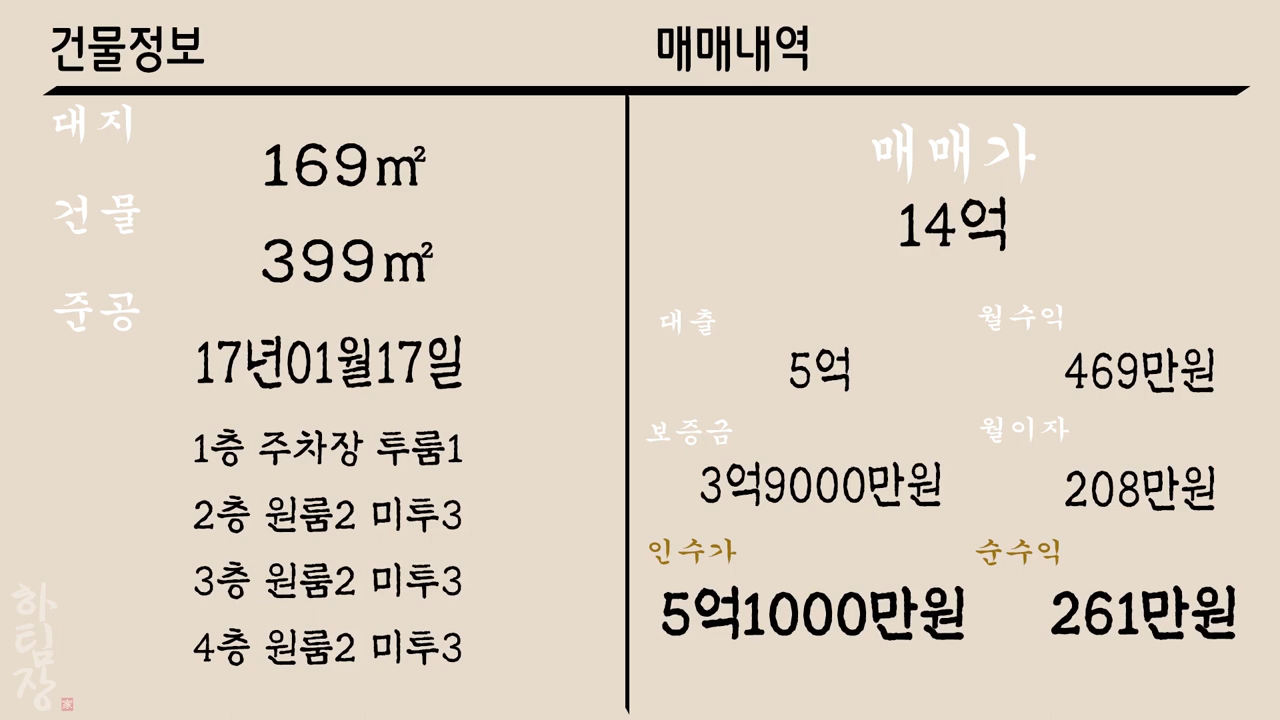 건물정보
대지
169㎡
건물
399㎡
준공
17년01월17일
1층 주차장 투룸1
2층 원룸2 미투3
3층 원룸2 미투3
4층 원룸2 미투3
하팀장
매매내역
매매가
14억
대출
5억
월수익
469만원
보증금
3억9000만원
월이자
208만원
인수가
5억1000만원
순수익
261만원